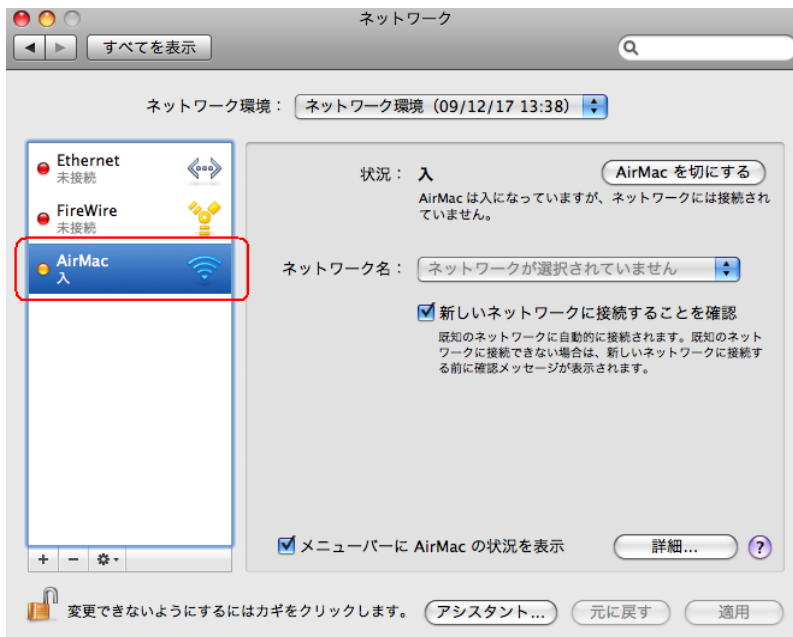 ネットワーク
すべてを表示
ネットワーク環境： ネットワーク環境（09/12/17 13:38）
Ethernet
未接続
FireWire
未接続
AirMac
入
状況： 入 AirMac を切にする
AirMac は入になっていますが、ネットワークには接続され
ていません。
ネットワーク名： ネットワークが選択されていません
新しいネットワークに接続することを確認
既知のネットワークに自動的に接続されます。既知のネット
ワークに接続できない場合は、新しいネットワークに接続す
る前に確認メッセージが表示されます。
メニューバーに AirMac の状況を表示 詳細... ?
+ −
変更できないようにするにはカギをクリックします。 アシスタント... 元に戻す 適用